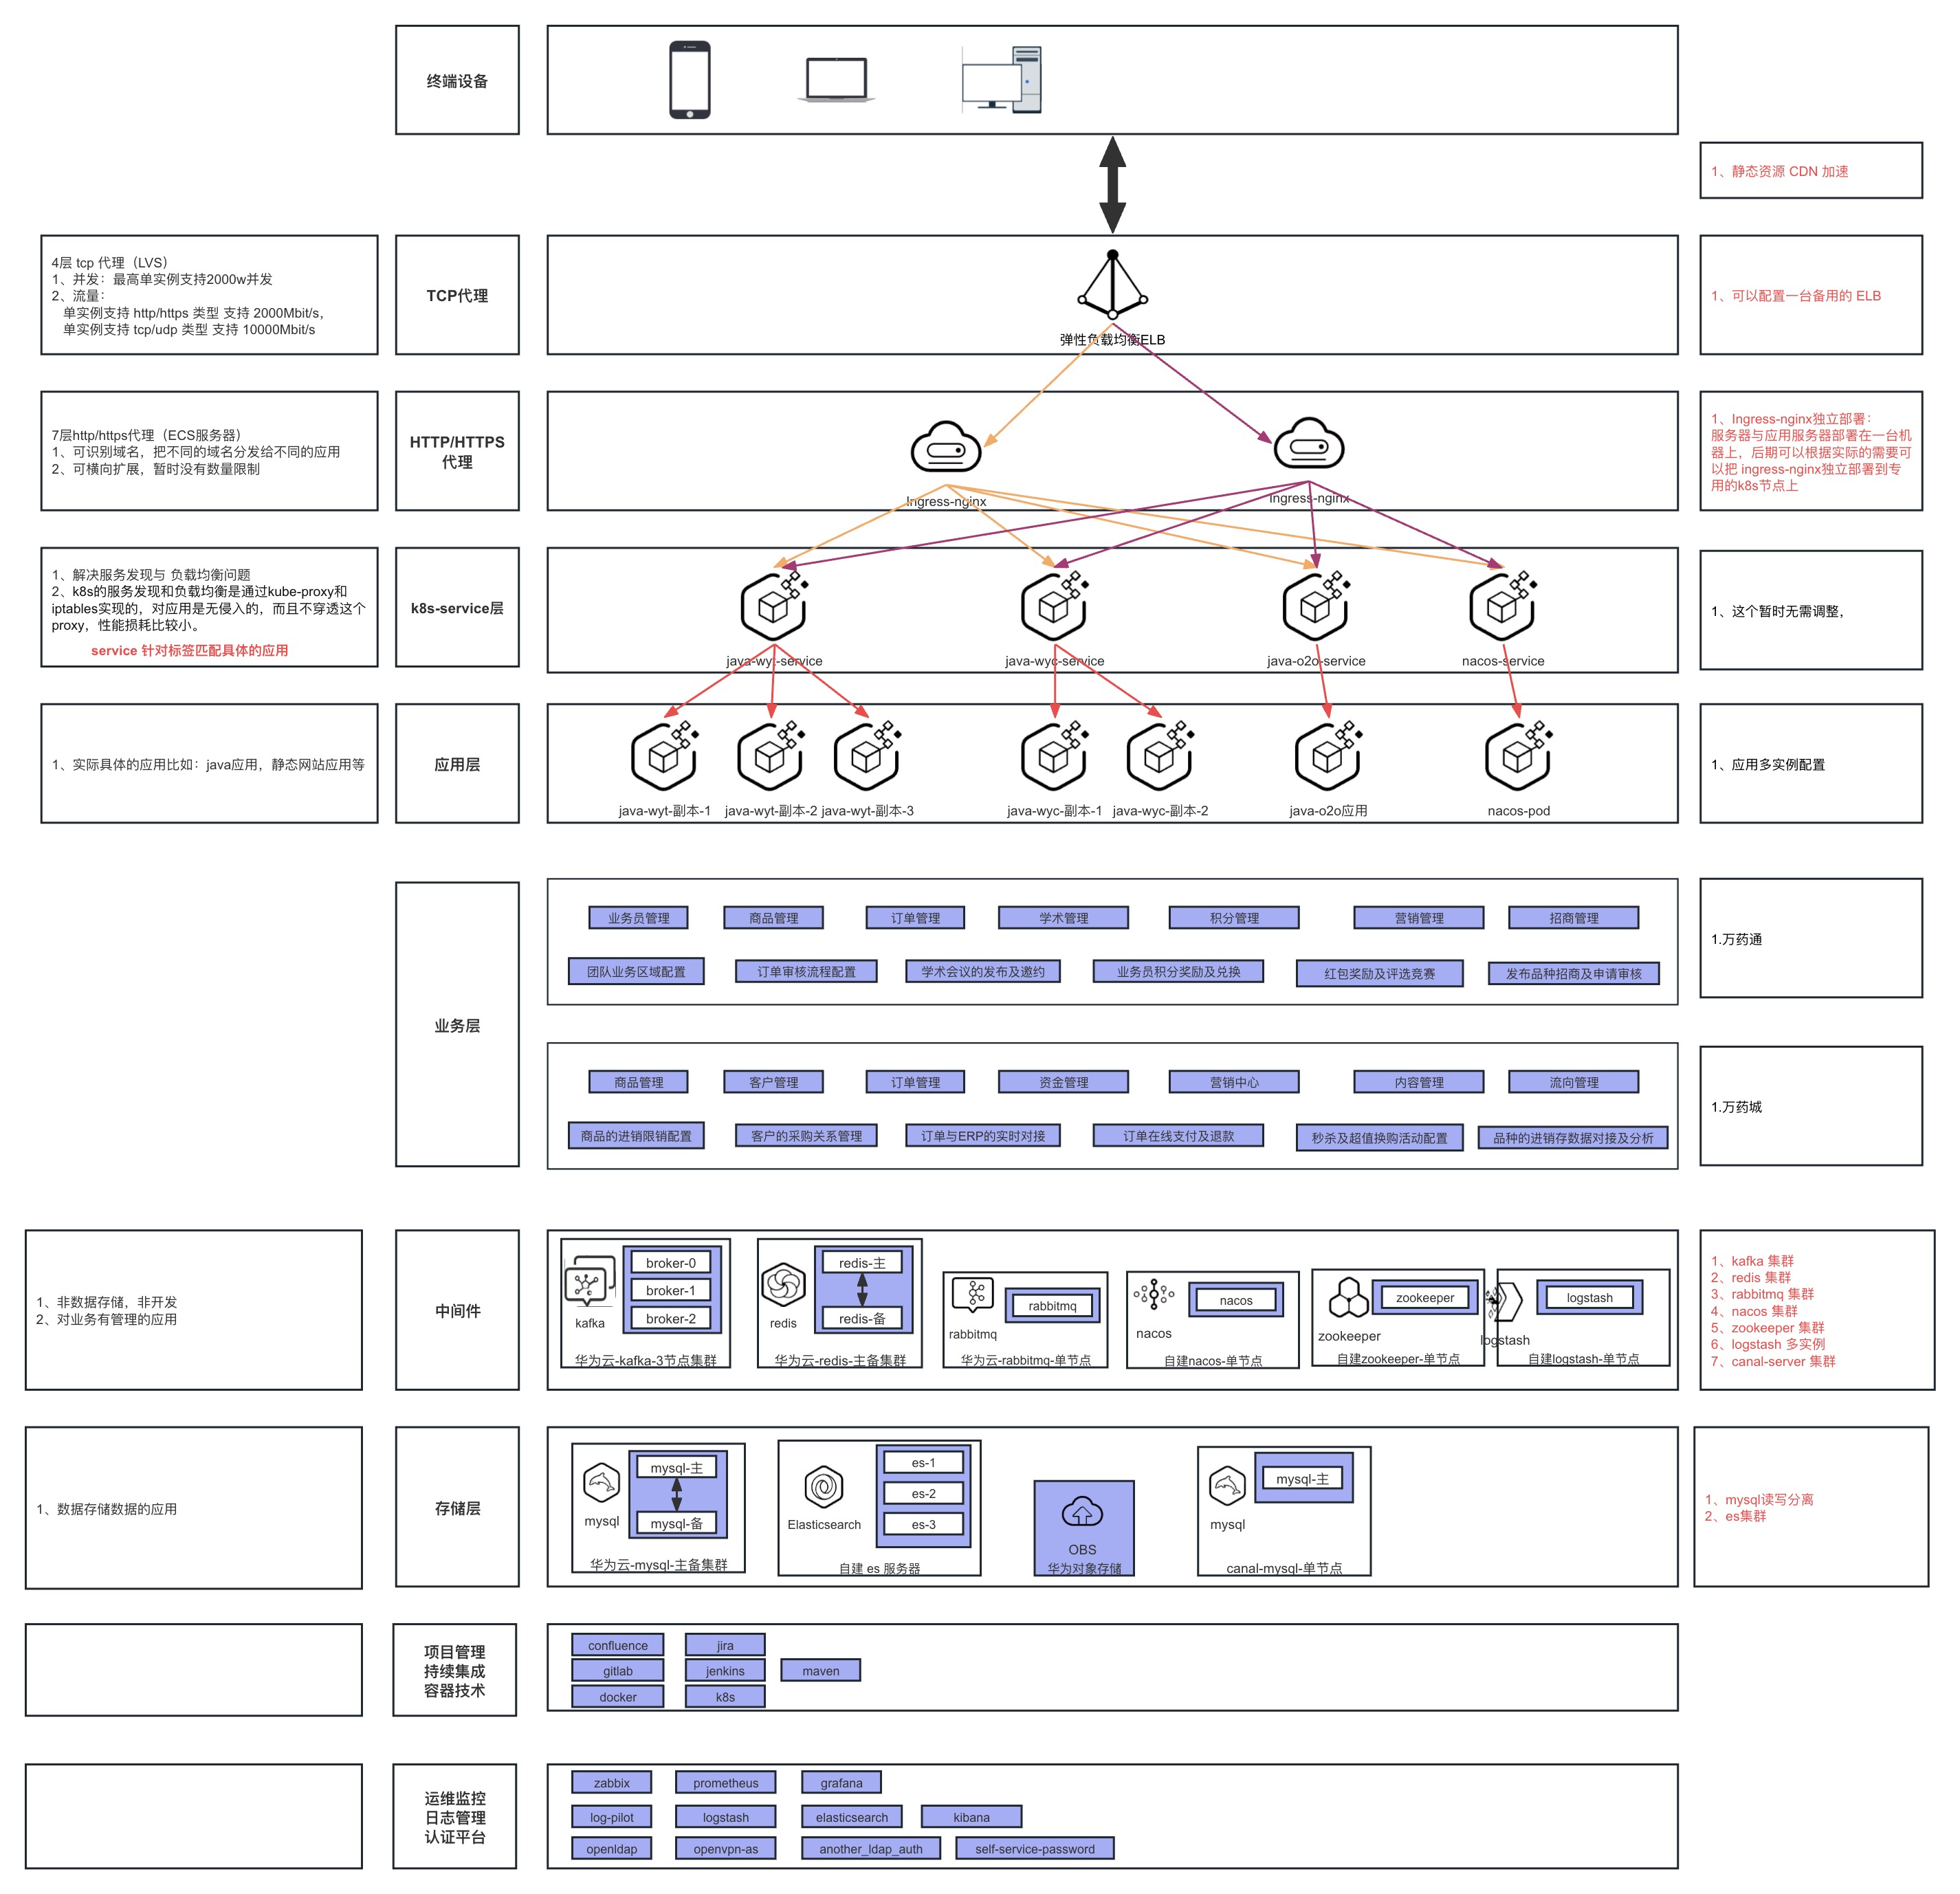 终端设备
1、静态资源 CDN 加速
4层 tcp 代理（LVS）
1、并发：最高单实例支持2000w并发
2、流量：
单实例支持 http/https 类型 支持 2000Mbit/s，
单实例支持 tcp/udp 类型 支持 10000Mbit/s
TCP代理
弹性负载均衡ELB
1、可以配置一台备用的 ELB
7层http/https代理（ECS服务器）
1、可识别域名，把不同的域名分发给不同的应用
2、可横向扩展，暂时没有数量限制
HTTP/HTTPS
代理
Ingress-nginx
Ingress-nginx
1、Ingress-nginx独立部署：
服务器与应用服务器部署在一台机
器上，后期可以根据实际的需要可
以把 ingress-nginx独立部署到专
用的k8s节点上
1、解决服务发现与 负载均衡问题
2、k8s的服务发现和负载均衡是通过kube-proxy和
iptables实现的，对应用是无侵入的，而且不穿透这个
proxy，性能损耗比较小。
service 针对标签匹配具体的应用
k8s-service层
java-wyt-service
java-wyc-service
java-o2o-service
nacos-service
1、这个暂时无需调整，
1、实际具体的应用比如：java应用，静态网站应用等
应用层
java-wyt-副本-1
java-wyt-副本-2
java-wyt-副本-3
java-wyc-副本-1
java-wyc-副本-2
java-o2o应用
nacos-pod
1、应用多实例配置
业务层
业务员管理
商品管理
订单管理
学术管理
积分管理
营销管理
招商管理
团队业务区域配置
订单审核流程配置
学术会议的发布及邀约
业务员积分奖励及兑换
红包奖励及评选竞赛
发布品种招商及申请审核
1.万药通
商品管理
客户管理
订单管理
资金管理
营销中心
内容管理
流向管理
商品的进销限销配置
客户的采购关系管理
订单与ERP的实时对接
订单在线支付及退款
秒杀及超值换购活动配置
品种的进销存数据对接及分析
1.万药城
1、非数据存储，非开发
2、对业务有管理的应用
中间件
kafka
broker-0
broker-1
broker-2
华为云-kafka-3节点集群
redis
redis-主
redis-备
华为云-redis-主备集群
rabbitmq
rabbitmq
华为云-rabbitmq-单节点
nacos
nacos
自建nacos-单节点
zookeeper
zookeeper
自建zookeeper-单节点
logstash
logstash
自建logstash-单节点
1、kafka 集群
2、redis 集群
3、rabbitmq 集群
4、nacos 集群
5、zookeeper 集群
6、logstash 多实例
7、canal-server 集群
1、数据存储数据的应用
存储层
mysql
mysql-主
mysql-备
华为云-mysql-主备集群
Elasticsearch
es-1
es-2
es-3
自建 es 服务器
OBS
华为对象存储
mysql
mysql-主
canal-mysql-单节点
1、mysql读写分离
2、es集群
项目管理
持续集成
容器技术
confluence
jira
gitlab
jenkins
maven
docker
k8s
运维监控
日志管理
认证平台
zabbix
prometheus
grafana
log-pilot
logstash
elasticsearch
kibana
openldap
openvpn-as
another_ldap_auth
self-service-password